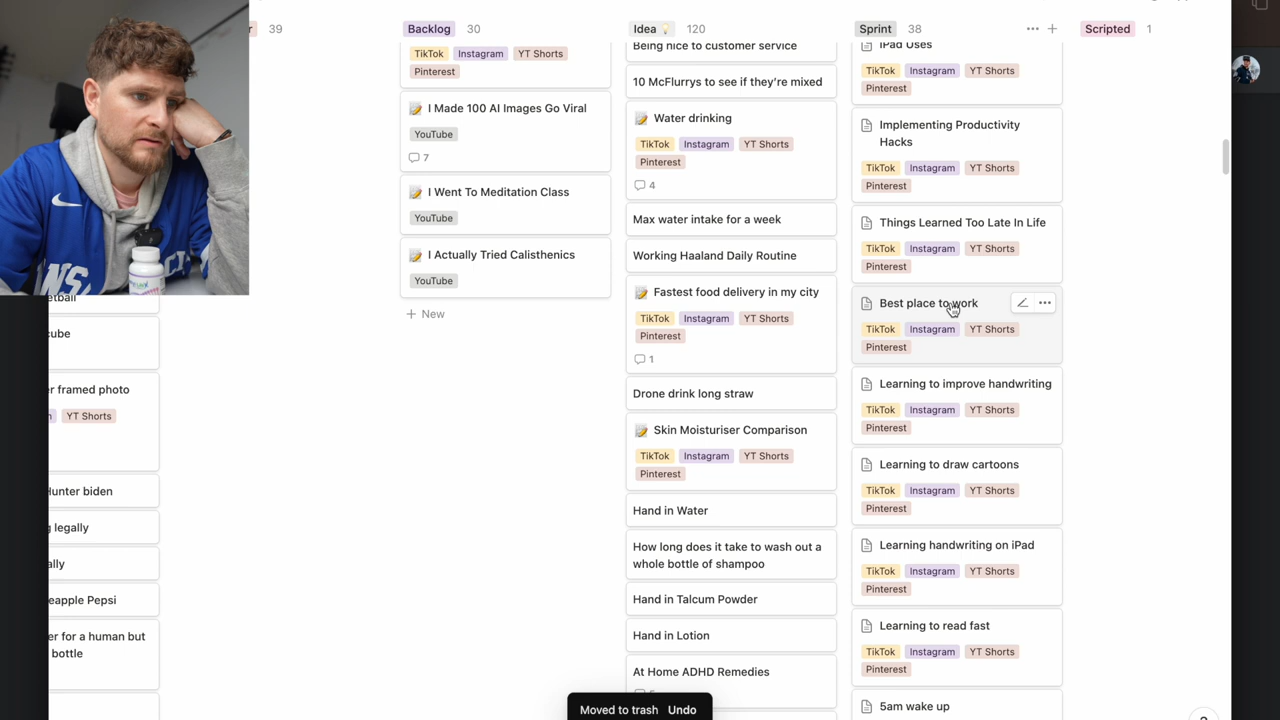 39
Backlog 30
Idea 120
Sprint 38
Scripted 1
etball
cube
er framed photo
YT Shorts
Hunter biden
g legally
ally
eapple Pepsi
er for a human but
bottle
TikTok Instagram YT Shorts
Pinterest
I Made 100 AI Images Go Viral
YouTube
7
I Went To Meditation Class
YouTube
I Actually Tried Calisthenics
YouTube
+ New
Being nice to customer service
10 McFlurrys to see if they're mixed
Water drinking
TikTok Instagram YT Shorts
Pinterest
4
Max water intake for a week
Working Haaland Daily Routine
Fastest food delivery in my city
TikTok Instagram YT Shorts
Pinterest
1
Drone drink long straw
Skin Moisturiser Comparison
TikTok Instagram YT Shorts
Pinterest
Hand in Water
How long does it take to wash out a
whole bottle of shampoo
Hand in Talcum Powder
Hand in Lotion
At Home ADHD Remedies
iPad Uses
TikTok Instagram YT Shorts
Pinterest
Implementing Productivity
Hacks
TikTok Instagram YT Shorts
Pinterest
Things Learned Too Late In Life
TikTok Instagram YT Shorts
Pinterest
Best place to work
TikTok Instagram YT Shorts
Pinterest
Learning to improve handwriting
TikTok Instagram YT Shorts
Pinterest
Learning to draw cartoons
TikTok Instagram YT Shorts
Pinterest
Learning handwriting on iPad
TikTok Instagram YT Shorts
Pinterest
Learning to read fast
TikTok Instagram YT Shorts
Pinterest
5am wake up
Moved to trash Undo